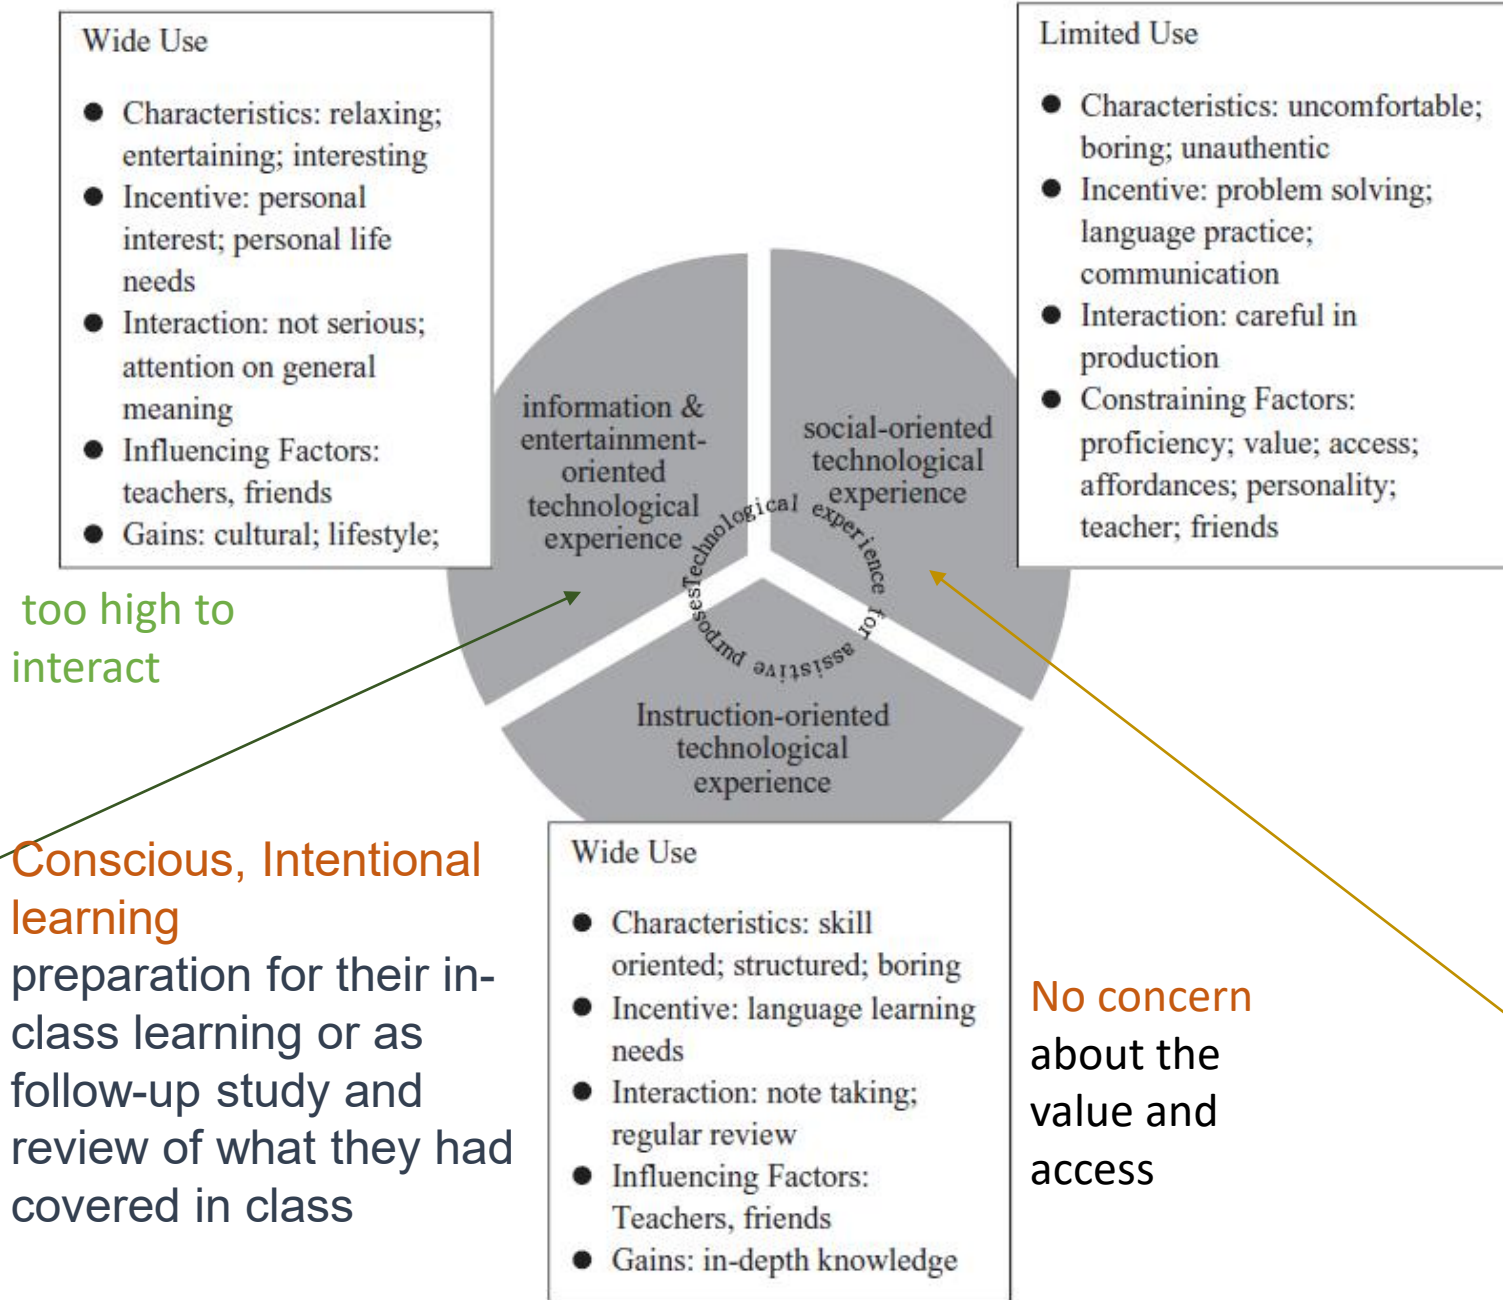 Wide Use
● Characteristics: relaxing;
entertaining; interesting
● Incentive: personal
interest; personal life
needs
● Interaction: not serious;
attention on general
meaning
● Influencing Factors:
teachers, friends
● Gains: cultural; lifestyle;
Limited Use
● Characteristics: uncomfortable;
boring; unauthentic
● Incentive: problem solving;
language practice;
communication
● Interaction: careful in
production
● Constraining Factors:
proficiency; value; access;
affordances; personality;
teacher; friends
information &
entertainment-
oriented
technological
experience
social-oriented
technological
experience
Technological experience for assistive purposes
Instruction-oriented
technological
experience
too high to
interact
Conscious, Intentional
learning
preparation for their in-
class learning or as
follow-up study and
review of what they had
covered in class
Wide Use
● Characteristics: skill
oriented; structured; boring
● Incentive: language learning
needs
● Interaction: note taking;
regular review
● Influencing Factors:
Teachers, friends
● Gains: in-depth knowledge
No concern
about the
value and
access